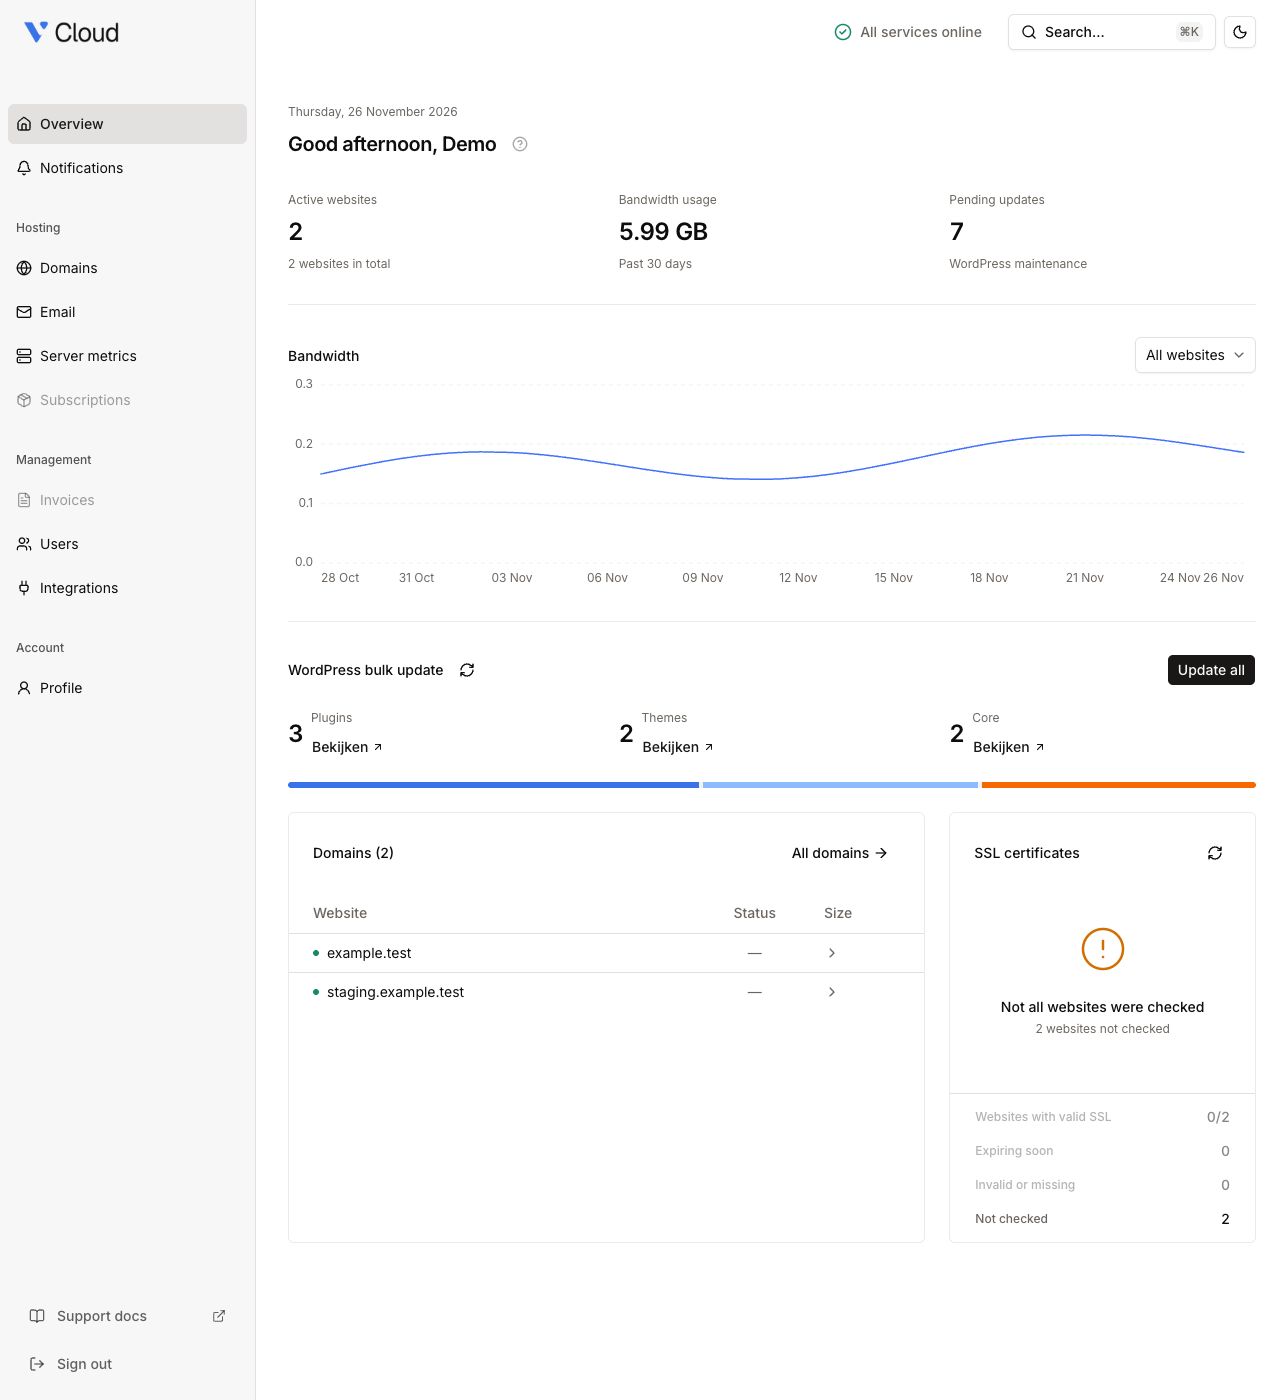 Cloud
All services online
Search...
⌘K
Overview
Notifications
Hosting
Domains
Email
Server metrics
Subscriptions
Management
Invoices
Users
Integrations
Account
Profile
Support docs
Sign out
Thursday, 26 November 2026
Good afternoon, Demo
Active websites
2
2 websites in total
Bandwidth usage
5.99 GB
Past 30 days
Pending updates
7
WordPress maintenance
Bandwidth
All websites
0.3
0.2
0.1
0.0
28 Oct 31 Oct 03 Nov 06 Nov 09 Nov 12 Nov 15 Nov 18 Nov 21 Nov 24 Nov 26 Nov
WordPress bulk update
Update all
3 Plugins
Bekijken
2 Themes
Bekijken
2 Core
Bekijken
Domains (2)
All domains
Website Status Size
example.test —
staging.example.test —
SSL certificates
Not all websites were checked
2 websites not checked
Websites with valid SSL 0/2
Expiring soon 0
Invalid or missing 0
Not checked 2